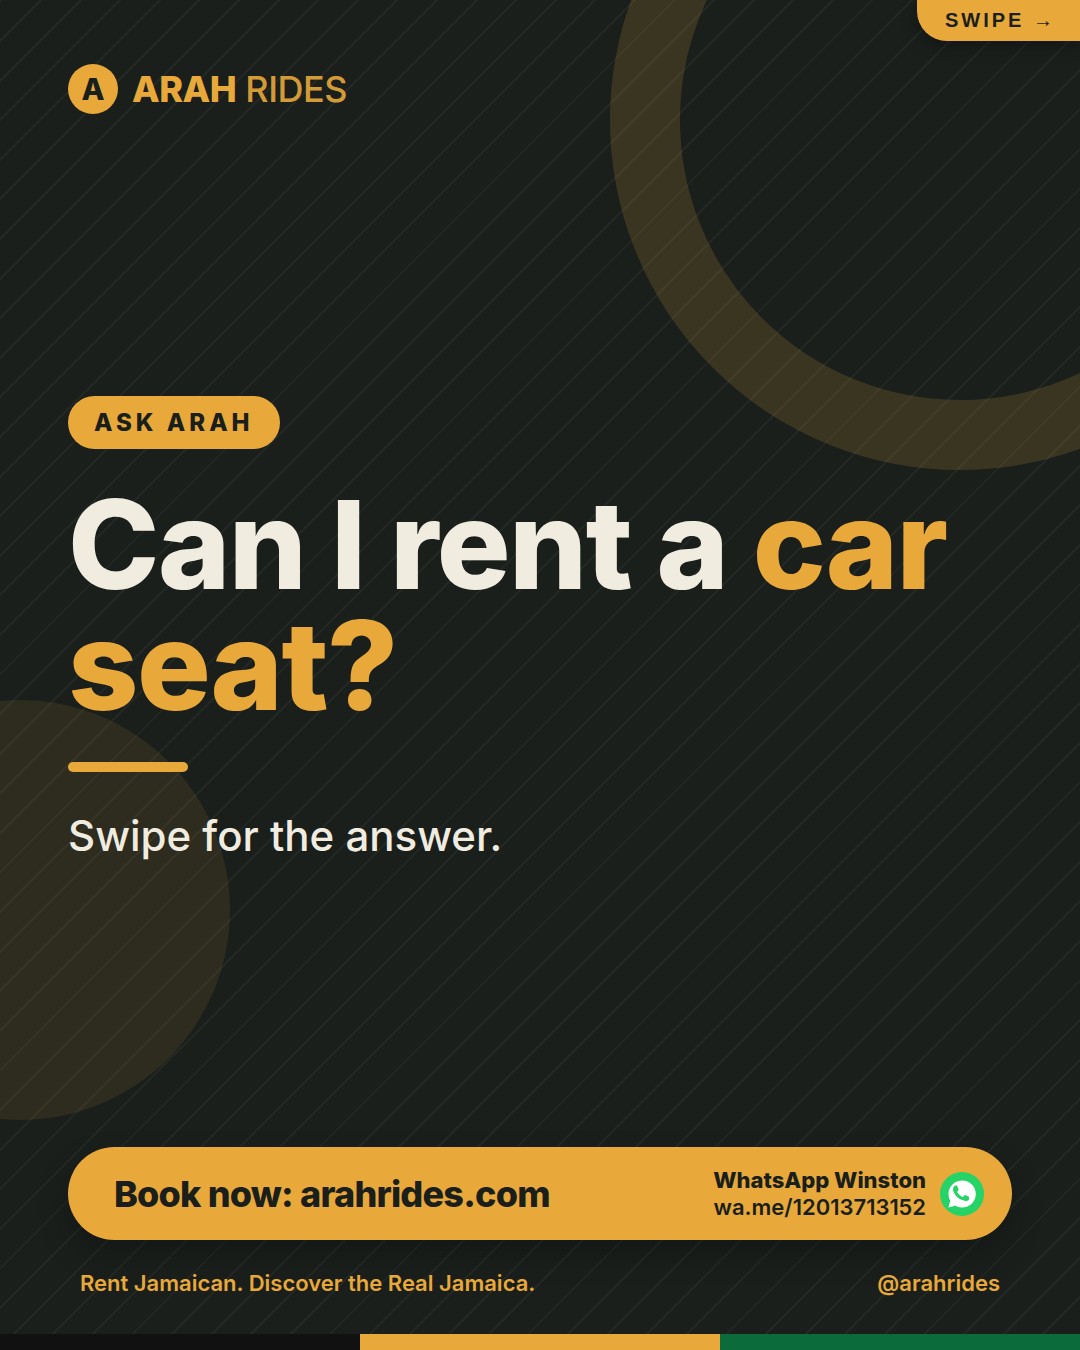 SWIPE →
A ARAH RIDES
ASK ARAH
Can I rent a car
seat?
Swipe for the answer.
Book now: arahrides.com
WhatsApp Winston
wa.me/12013713152
Rent Jamaican. Discover the Real Jamaica.
@arahrides